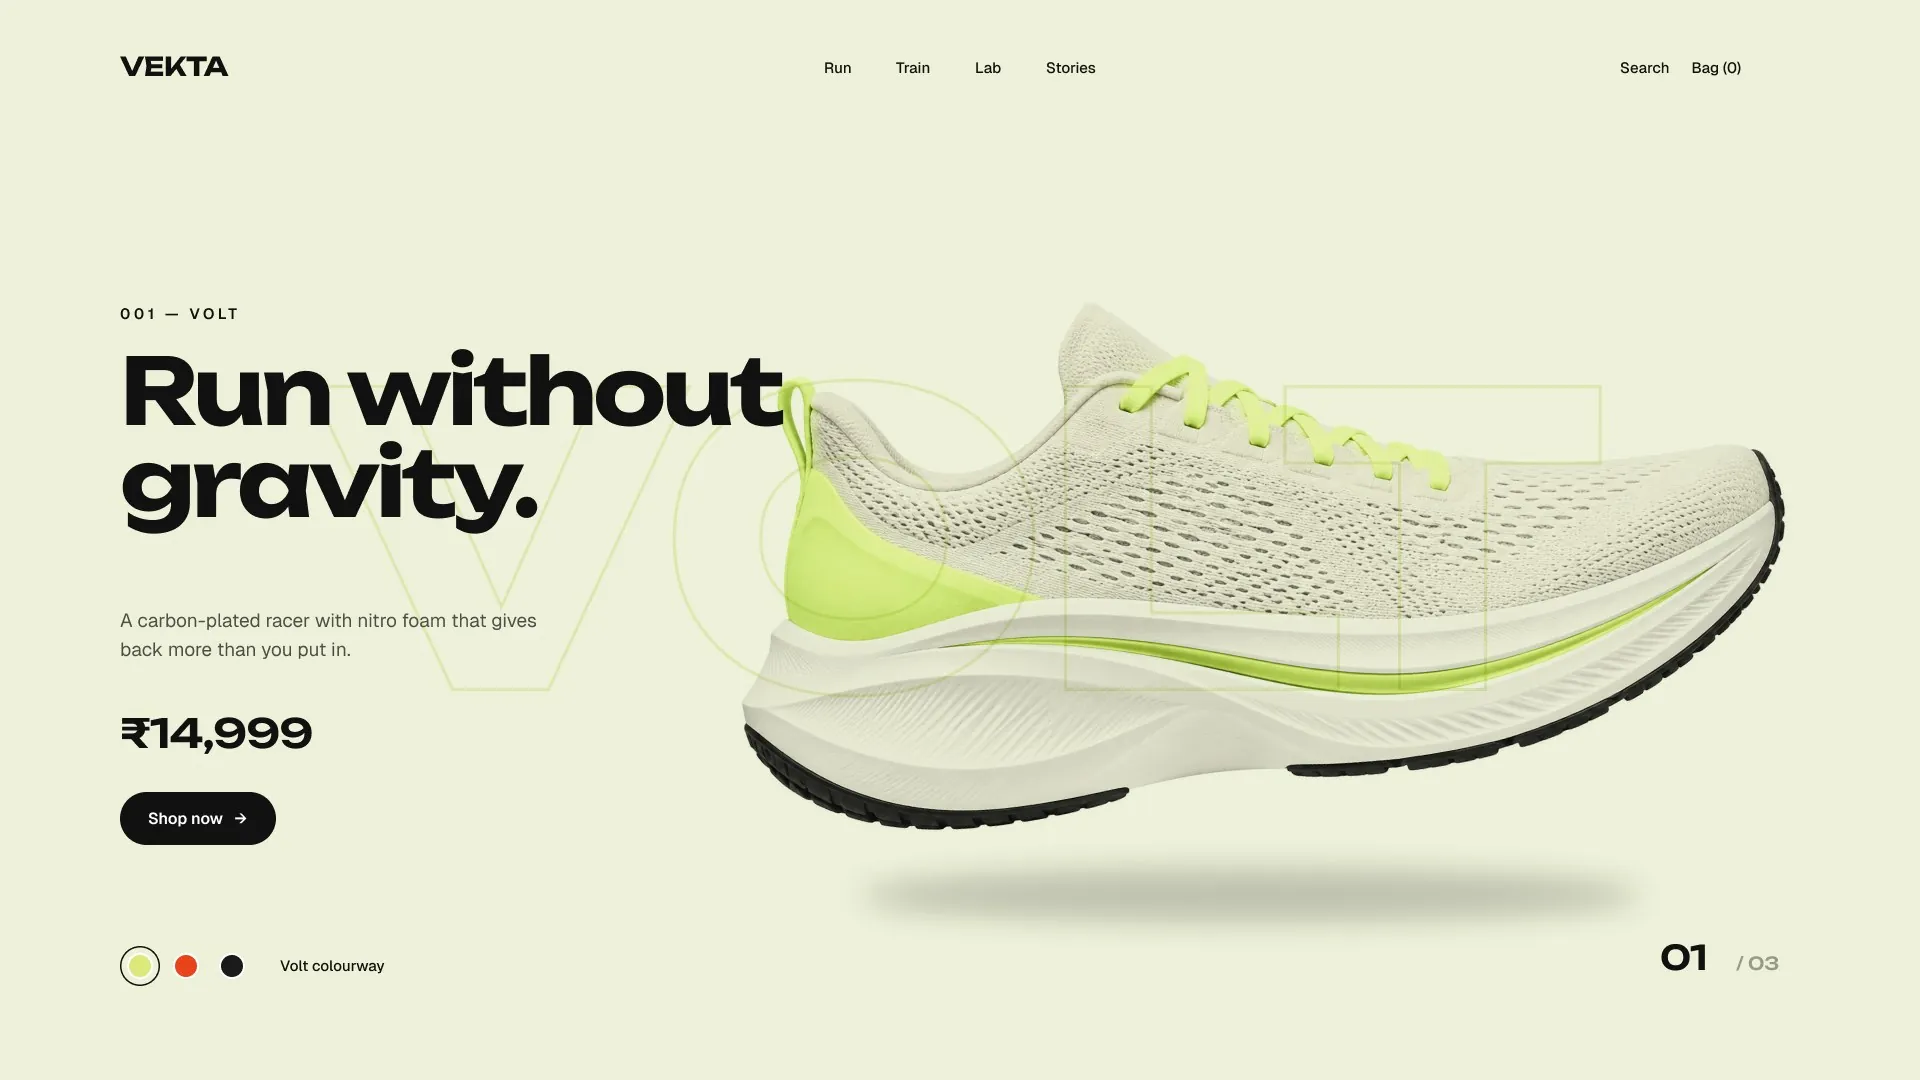 VEKTA
Run Train Lab Stories
Search Bag (0)
001 — VOLT
Run without
gravity.
VOLT
A carbon-plated racer with nitro foam that gives
back more than you put in.
₹14,999
Shop now →
Volt colourway
01 / 03